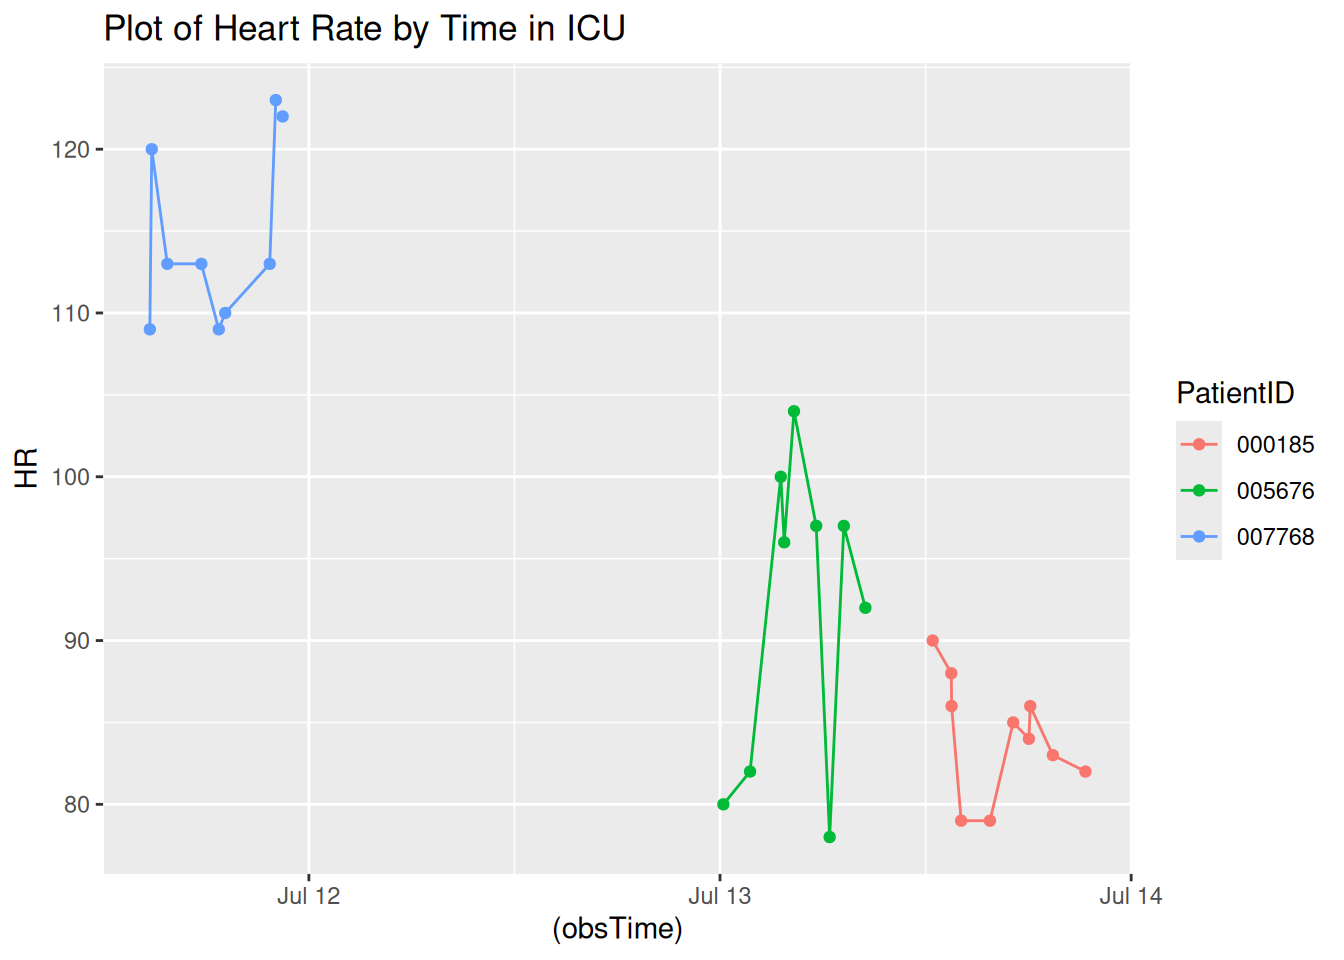 Plot of Heart Rate by Time in ICU
120
110
100
90
80
HR
Jul 12
Jul 13
Jul 14
(obsTime)
PatientID
000185
005676
007768